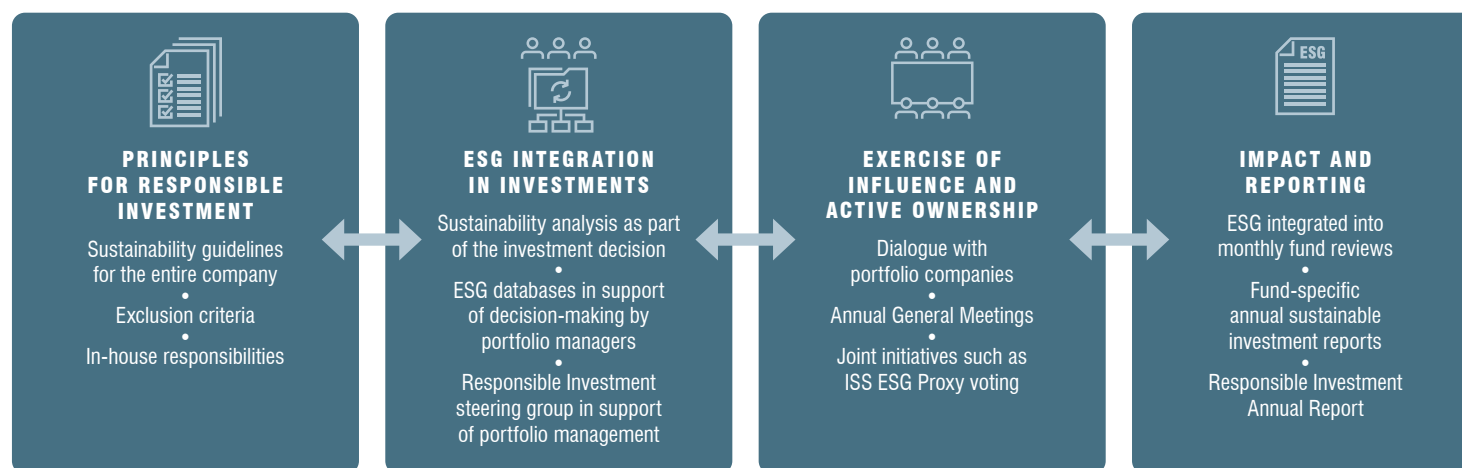 PRINCIPLES
FOR RESPONSIBLE
INVESTMENT
Sustainability guidelines
for the entire company
•
Exclusion criteria
•
In-house responsibilities
ESG INTEGRATION
IN INVESTMENTS
Sustainability analysis as part
of the investment decision
•
ESG databases in support
of decision-making by
portfolio managers
•
Responsible Investment
steering group in support
of portfolio management
EXERCISE OF
INFLUENCE AND
ACTIVE OWNERSHIP
Dialogue with
portfolio companies
•
Annual General Meetings
•
Joint initiatives such as
ISS ESG Proxy voting
ESG
IMPACT AND
REPORTING
ESG integrated into
monthly fund reviews
•
Fund-specific
annual sustainable
investment reports
•
Responsible Investment
Annual Report